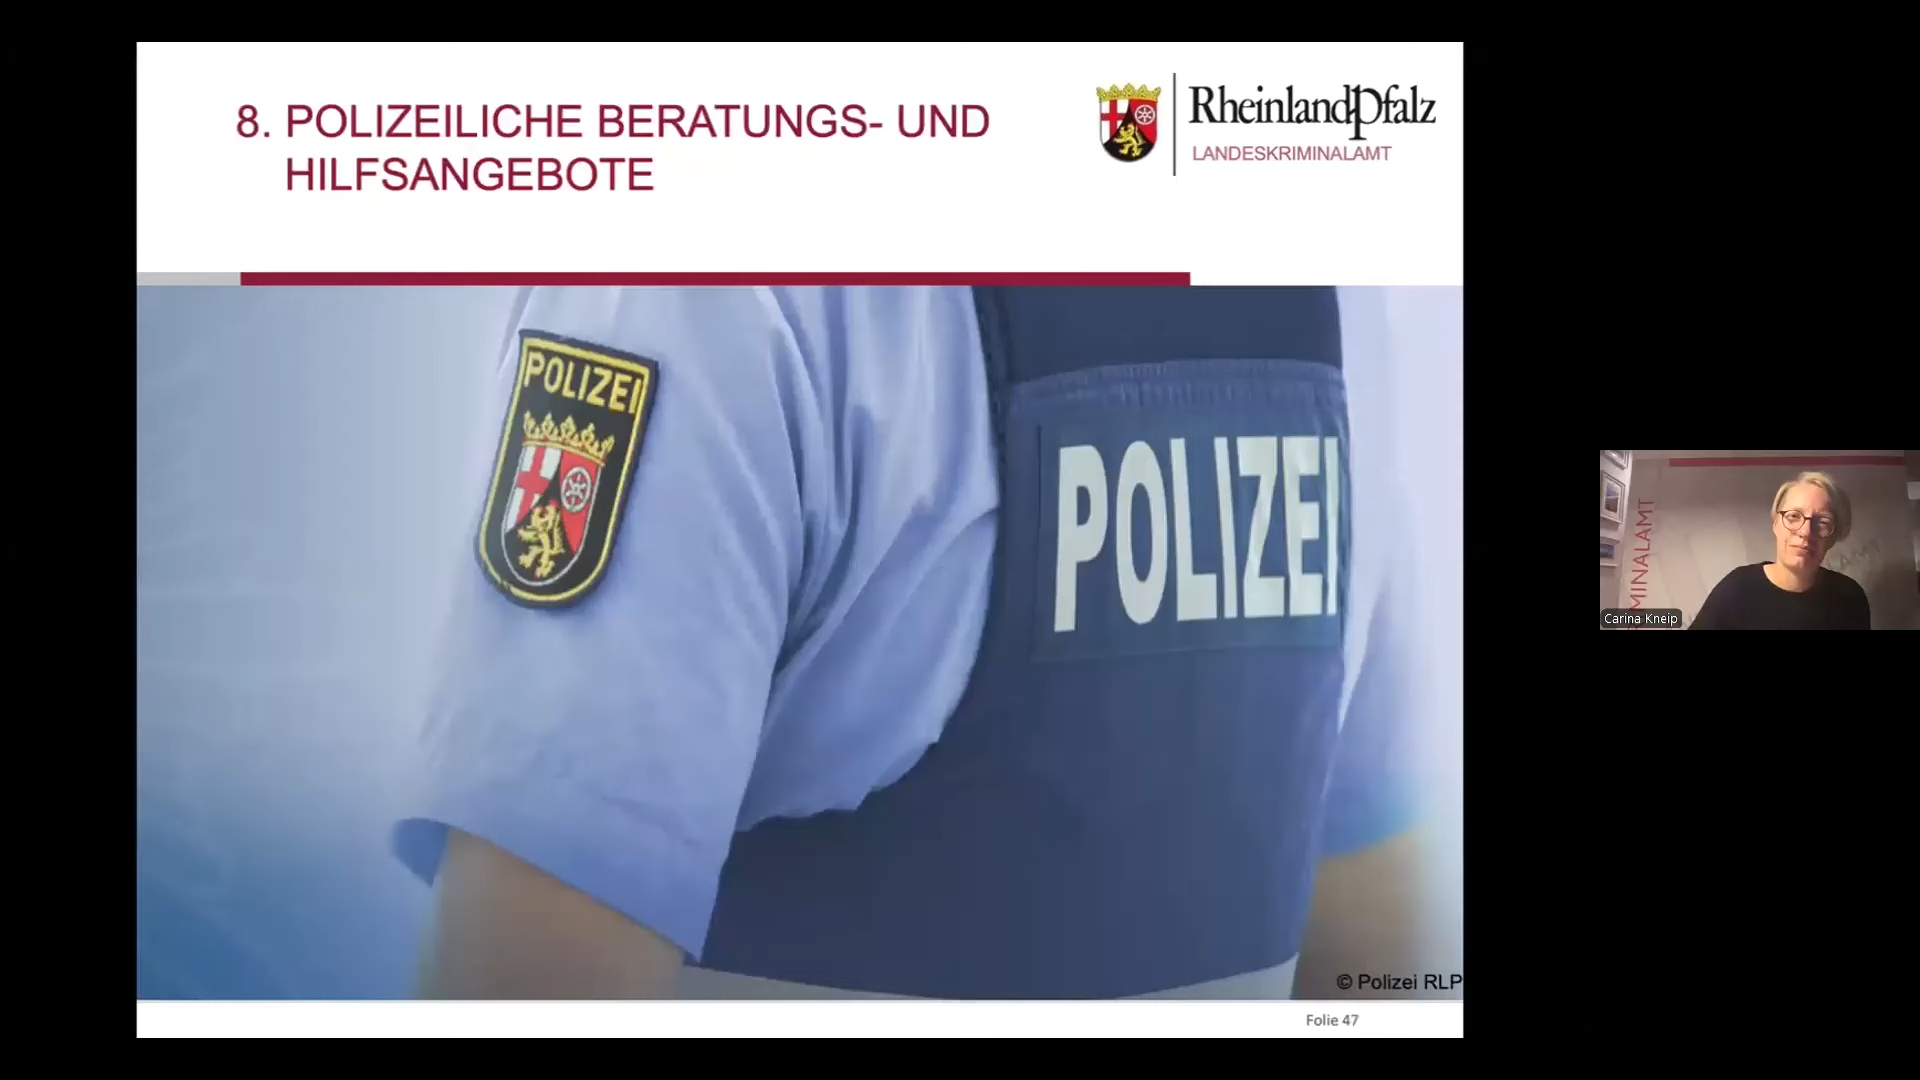 8. POLIZEILICHE BERATUNGS- UND
HILFSANGEBOTE
RheinlandPfalz
LANDESKRIMINALAMT
POLIZEI
POLIZEI
© Polizei RLP
Folie 47
MINALAMT
Carina Kneip